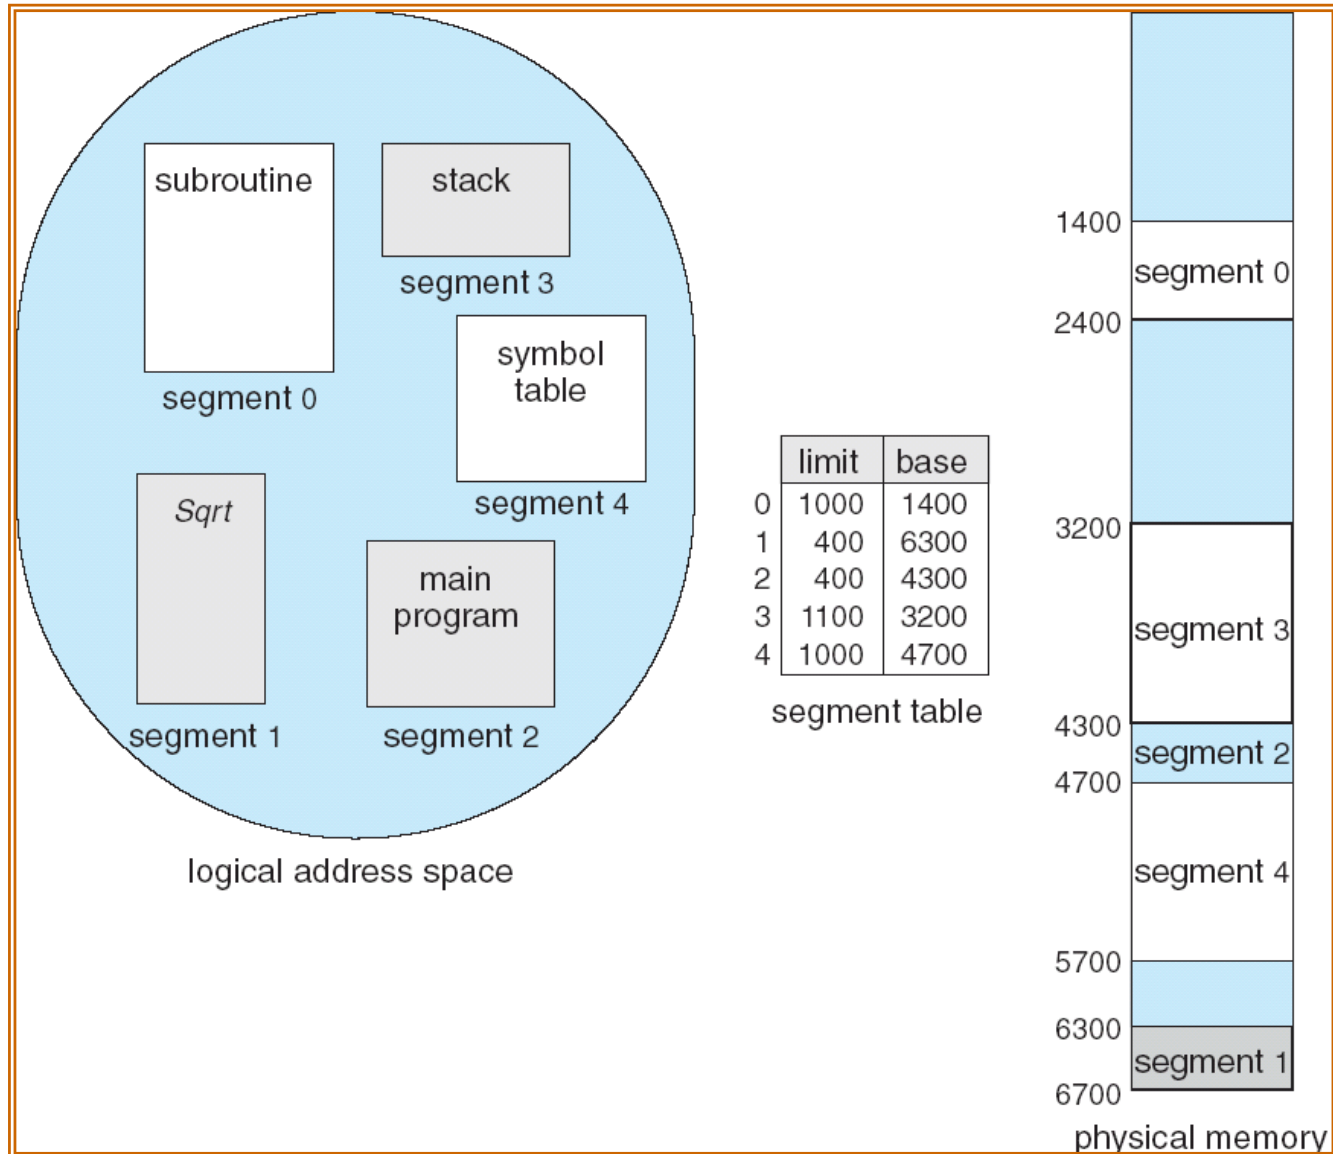 subroutine
segment 0
stack
segment 3
symbol
table
segment 4
Sqrt
segment 1
main
program
segment 2
logical address space
limit base
0 1000 1400
1 400 6300
2 400 4300
3 1100 3200
4 1000 4700
segment table
1400
segment 0
2400
3200
segment 3
4300
segment 2
4700
segment 4
5700
6300
segment 1
6700
physical memory